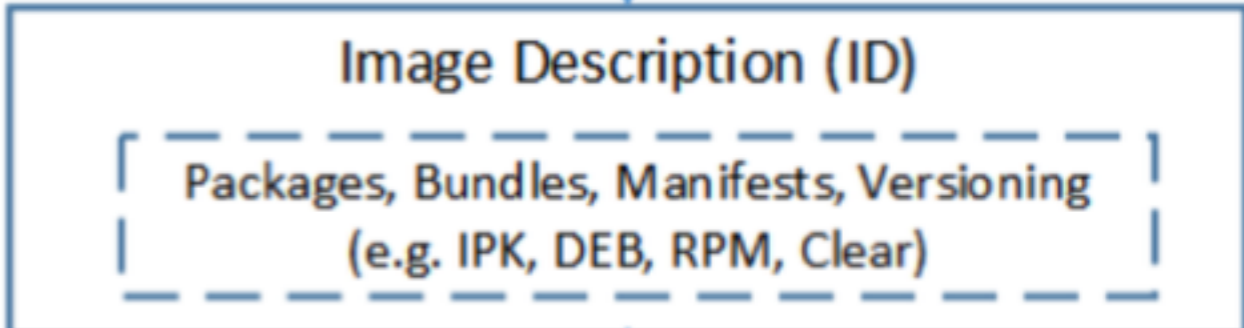 Image Description (ID)
Packages, Bundles, Manifests, Versioning
(e.g. IPK, DEB, RPM, Clear)